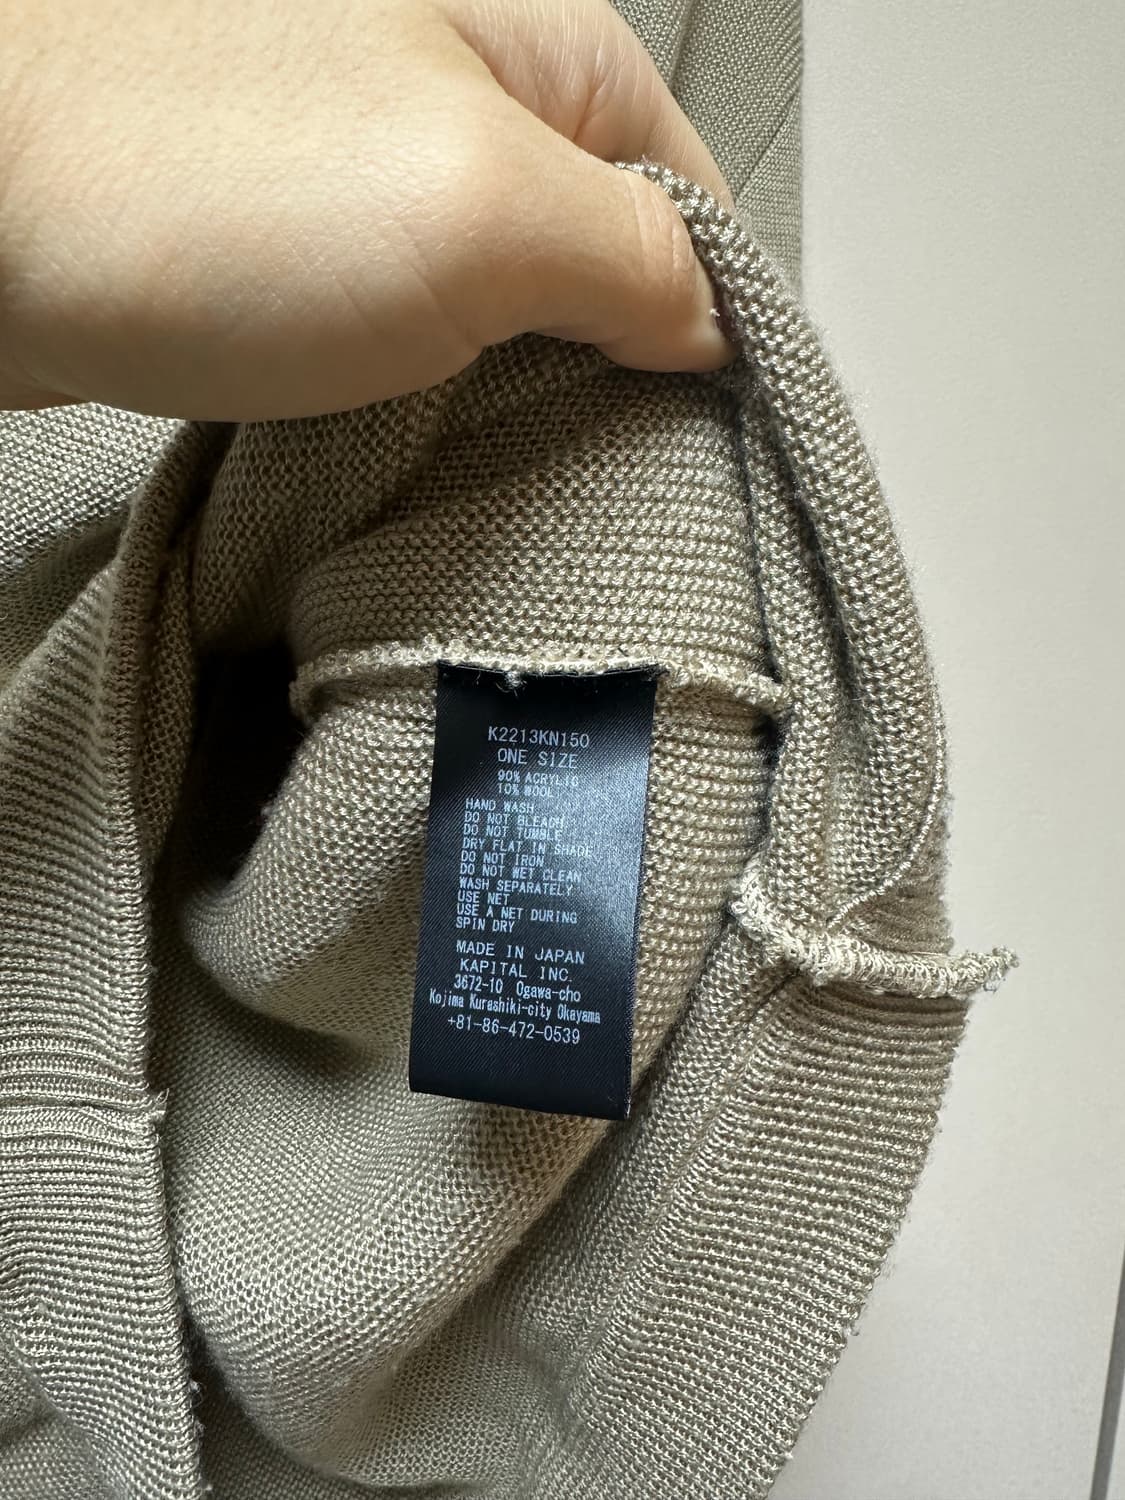 K2213KN150
ONE SIZE
90% ACRYLIC
10% WOOL
HAND WASH
DO NOT BLEACH
DO NOT TUMBLE
DRY FLAT IN SHADE
DO NOT IRON
DO NOT WET CLEAN
WASH SEPARATELY
USE NET
USE A NET DURING
SPIN DRY
MADE IN JAPAN
KAPITAL INC.
3672-10 Ogawa-cho
Kojima Kurashiki-city Okayama
+81-86-472-0539